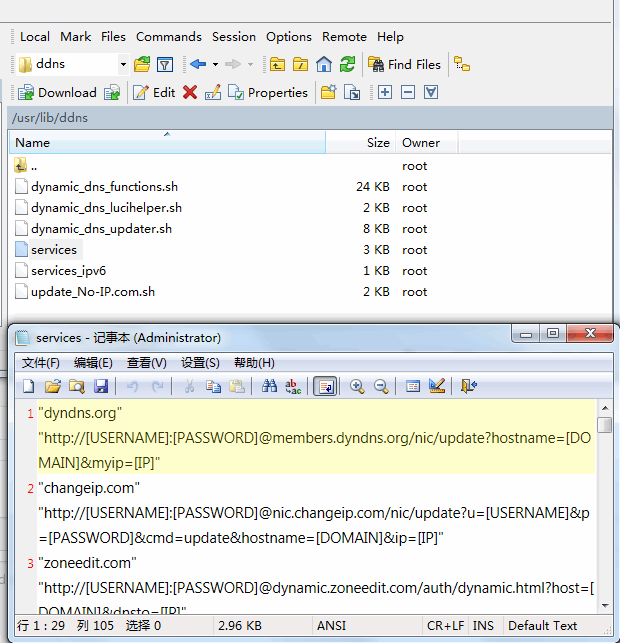 Local Mark Files Commands Session Options Remote Help
ddns Find Files
Download Edit Properties
/usr/lib/ddns
Name Size Owner
.. root
dynamic_dns_functions.sh 24 KB root
dynamic_dns_lucihelper.sh 2 KB root
dynamic_dns_updater.sh 8 KB root
services 3 KB root
services_ipv6 1 KB root
update_No-IP.com.sh 2 KB root
services - 记事本 (Administrator)
文件(F) 编辑(E) 查看(V) 设置(S) 帮助(H)
1 "dyndns.org"
"http://[USERNAME]:[PASSWORD]@members.dyndns.org/nic/update?hostname=[DO
MAIN]&myip=[IP]"
2 "changeip.com"
"http://[USERNAME]:[PASSWORD]@nic.changeip.com/nic/update?u=[USERNAME]&p
=[PASSWORD]&cmd=update&hostname=[DOMAIN]&ip=[IP]"
3 "zoneedit.com"
"http://[USERNAME]:[PASSWORD]@dynamic.zoneedit.com/auth/dynamic.html?host=[
DOMAIN]&dnsto=[IP]"
行 1 : 29 列 105 选择 0 2.96 KB ANSI CR+LF INS Default Text